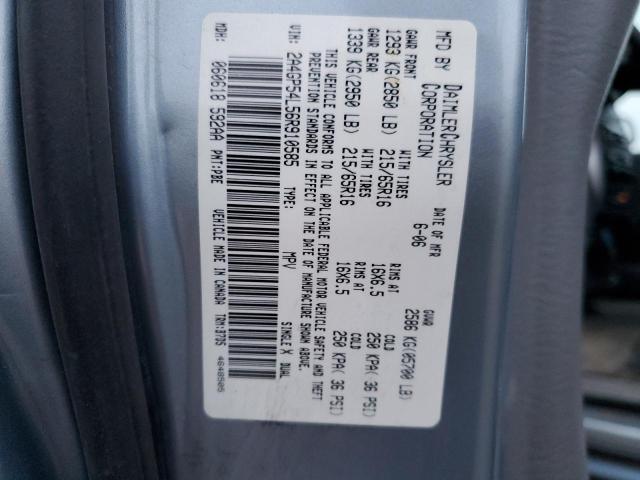 MFD BY DAIMLERCHRYSLER CORPORATION DATE OF MFR 6-06 GVWR 2586 KG(05700 LB)
GAWR FRONT WITH TIRES RIMS AT COLD
1293 KG(2850 LB) 215/65R16 16X6.5 250 KPA( 36 PSI)
GAWR REAR WITH TIRES RIMS AT COLD
1339 KG(2950 LB) 215/65R16 16X6.5 250 KPA( 36 PSI)
THIS VEHICLE CONFORMS TO ALL APPLICABLE FEDERAL MOTOR VEHICLE SAFETY AND THEFT
PREVENTION STANDARDS IN EFFECT ON THE DATE OF MANUFACTURE SHOWN ABOVE.
VIN: 2A4GP54L56R910585 MPV SINGLE X DUAL
MDH: 060618 592AA PNT:PBE VEHICLE MADE IN CANADA TRM:B7D5 4648505